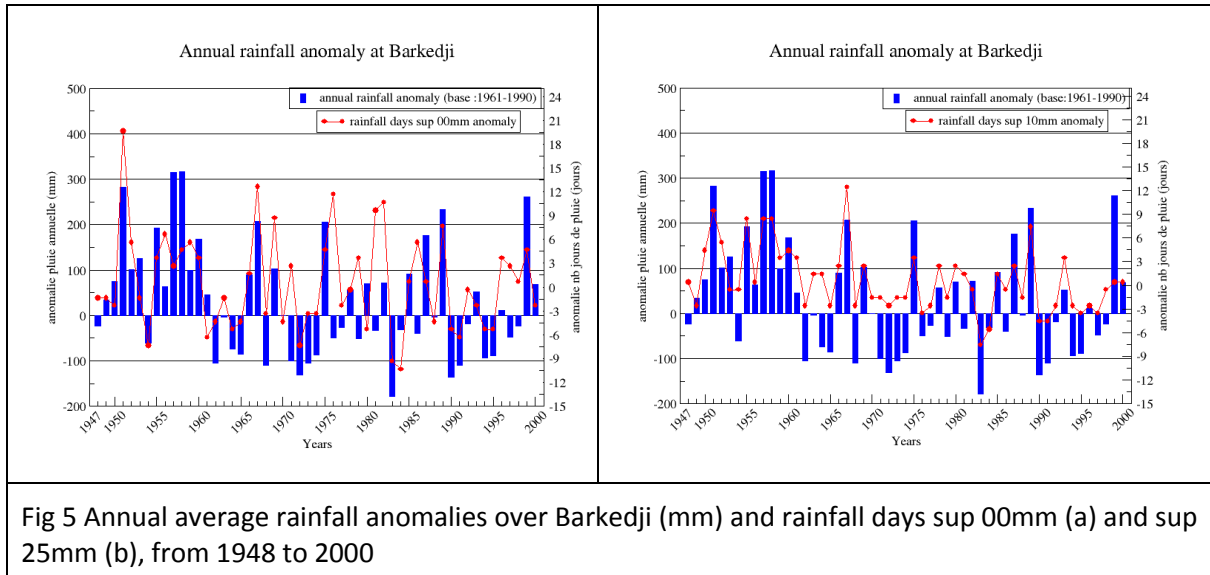 Annual rainfall anomaly at Barkedji
annual rainfall anomaly (base :1961-1990)
rainfall days sup 00mm anomaly
anomalie pluie annuelle (mm)
500
400
300
200
100
0
-100
-200
24
21
18
15
12
9
6
3
0
-3
-6
-9
-12
-15
anomalie nb jours de pluie (jours)
1947 1950 1955 1960 1965 1970 1975 1980 1985 1990 1995 2000
Years
Annual rainfall anomaly at Barkedji
annual rainfall anomaly (base:1961-1990)
rainfall days sup 10mm anomaly
anomalie pluie annuelle (mm)
500
400
300
200
100
0
-100
-200
24
21
18
15
12
9
6
3
0
-3
-6
-9
-12
-15
anomalie nb jours de pluie (jours)
1947 1950 1955 1960 1965 1970 1975 1980 1985 1990 1995 2000
Years
Fig 5 Annual average rainfall anomalies over Barkedji (mm) and rainfall days sup 00mm (a) and sup
25mm (b), from 1948 to 2000